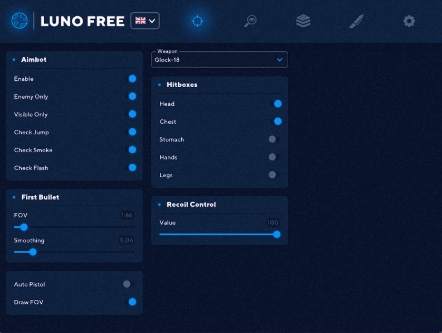 LUNO FREE
Aimbot
Enable
Enemy Only
Visible Only
Check Jump
Check Smoke
Check Flash
First Bullet
FOV 1.86
Smoothing 5.06
Auto Pistol
Draw FOV
Weapon
Glock-18
Hitboxes
Head
Chest
Stomach
Hands
Legs
Recoil Control
Value 100